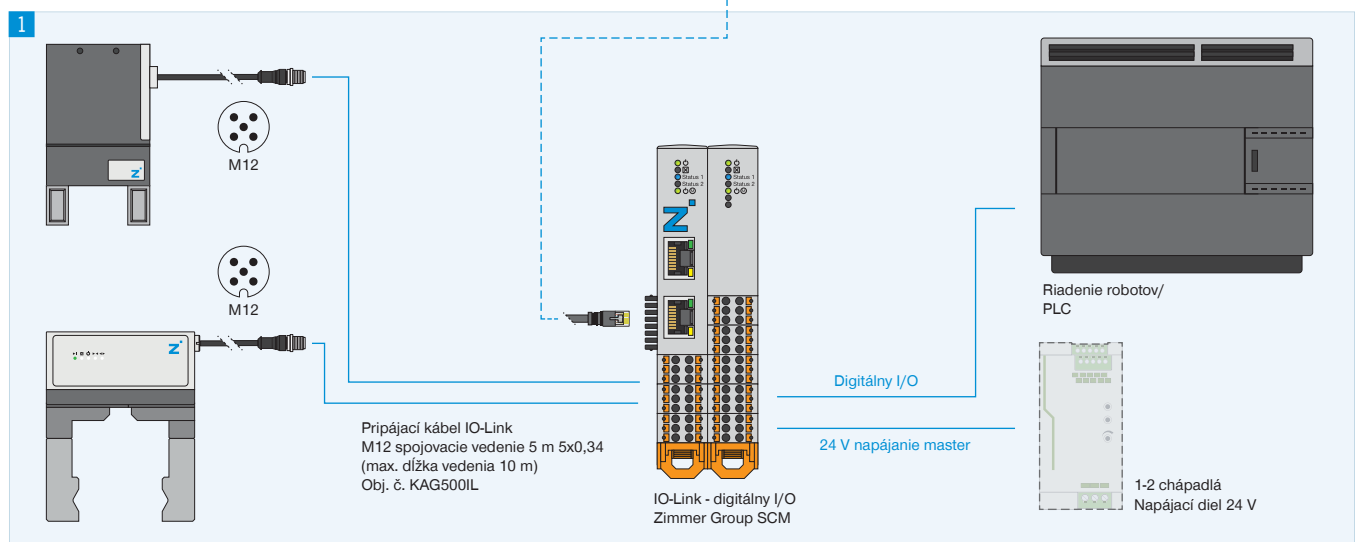 1
M12
M12
Pripájací kábel IO-Link
M12 spojovacie vedenie 5 m 5x0,34
(max. dĺžka vedenia 10 m)
Obj. č. KAG500IL
Status 1
Status 2
Status 1
Status 2
IO-Link - digitálny I/O
Zimmer Group SCM
Digitálny I/O
24 V napájanie master
Riadenie robotov/
PLC
1-2 chápadlá
Napájací diel 24 V